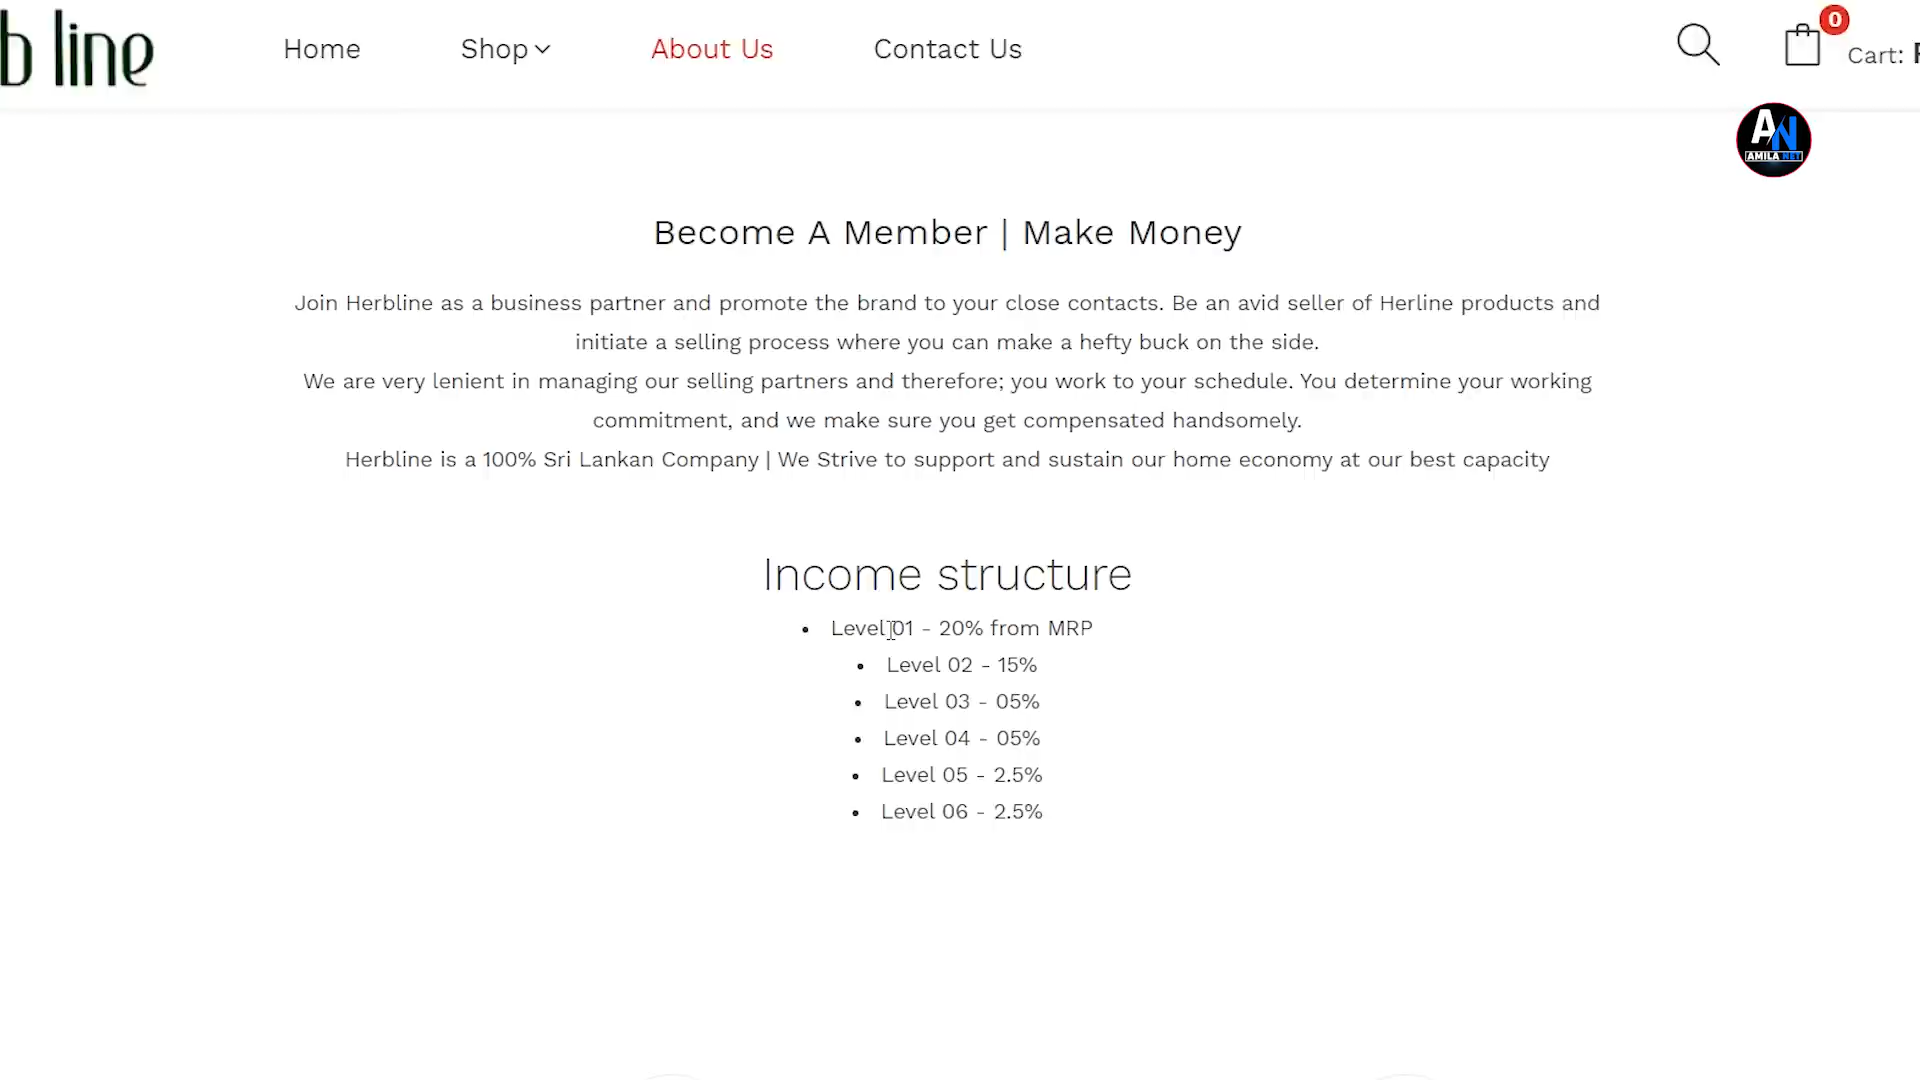 b line
Home
Shop
About Us
Contact Us
0
Cart:
AN
AMILA NET
Become A Member | Make Money
Join Herbline as a business partner and promote the brand to your close contacts. Be an avid seller of Herline products and
initiate a selling process where you can make a hefty buck on the side.
We are very lenient in managing our selling partners and therefore; you work to your schedule. You determine your working
commitment, and we make sure you get compensated handsomely.
Herbline is a 100% Sri Lankan Company | We Strive to support and sustain our home economy at our best capacity
Income structure
• Level 01 - 20% from MRP
• Level 02 - 15%
• Level 03 - 05%
• Level 04 - 05%
• Level 05 - 2.5%
• Level 06 - 2.5%